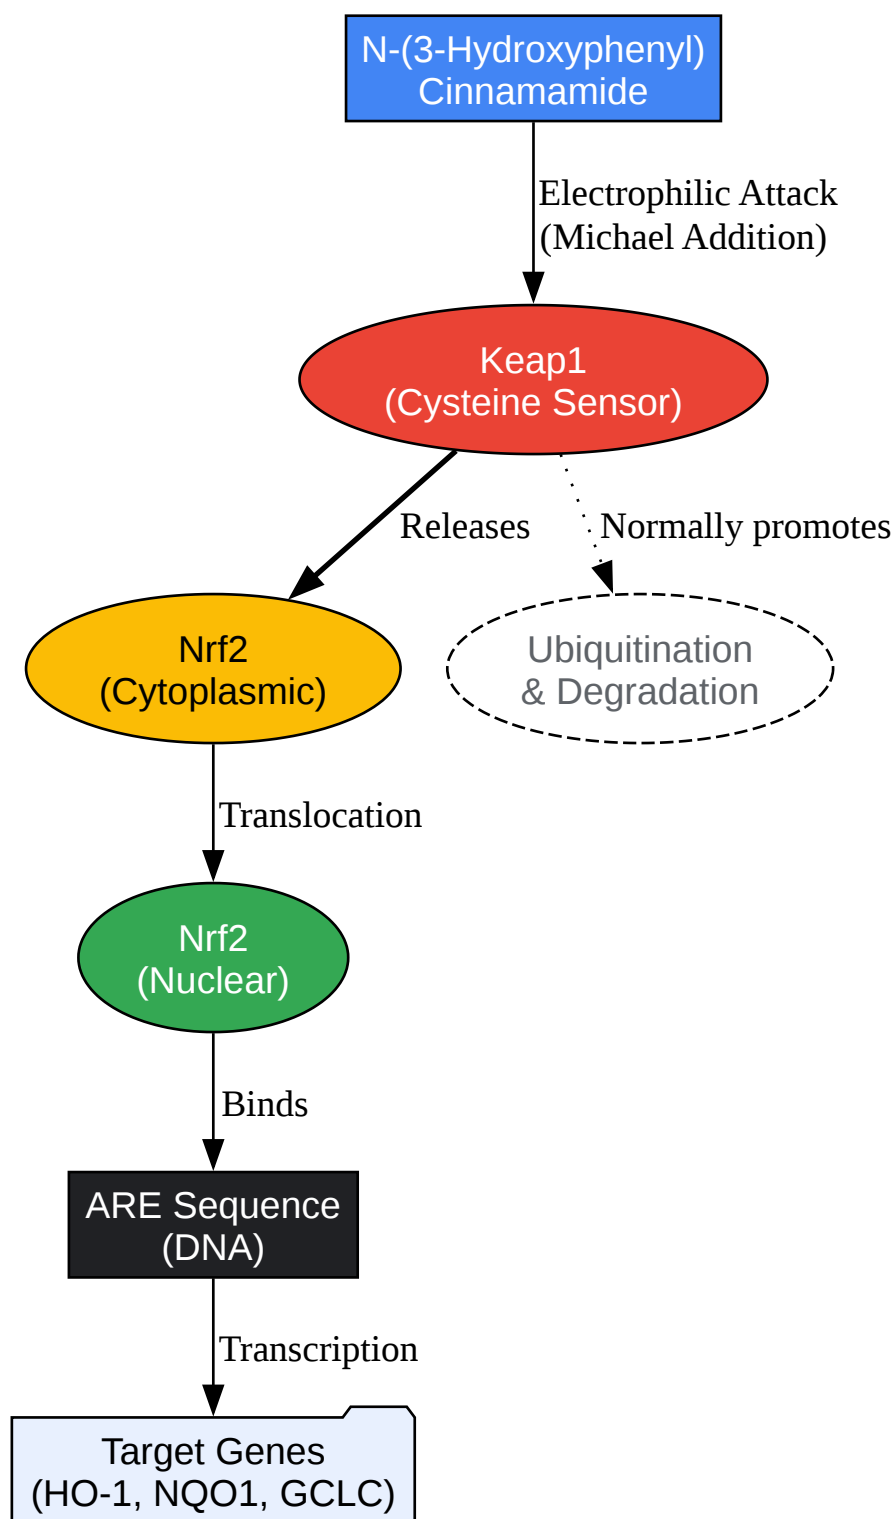 N-(3-Hydroxyphenyl)
Cinnamamide
Electrophilic Attack
(Michael Addition)
Keap1
(Cysteine Sensor)
Releases
Normally promotes
Nrf2
(Cytoplasmic)
Ubiquitination
& Degradation
Translocation
Nrf2
(Nuclear)
Binds
ARE Sequence
(DNA)
Transcription
Target Genes
(HO-1, NQO1, GCLC)